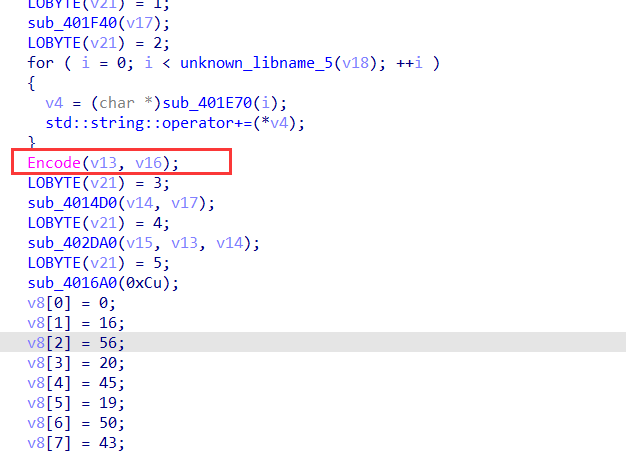 LOBYTE(v21) = 1;
sub_401F40(v17);
LOBYTE(v21) = 2;
for ( i = 0; i < unknown_libname_5(v18); ++i )
{
v4 = (char *)sub_401E70(i);
std::string::operator+=(*v4);
}
Encode(v13, v16);
LOBYTE(v21) = 3;
sub_4014D0(v14, v17);
LOBYTE(v21) = 4;
sub_402DA0(v15, v13, v14);
LOBYTE(v21) = 5;
sub_4016A0(0xCu);
v8[0] = 0;
v8[1] = 16;
v8[2] = 56;
v8[3] = 20;
v8[4] = 45;
v8[5] = 19;
v8[6] = 50;
v8[7] = 43;